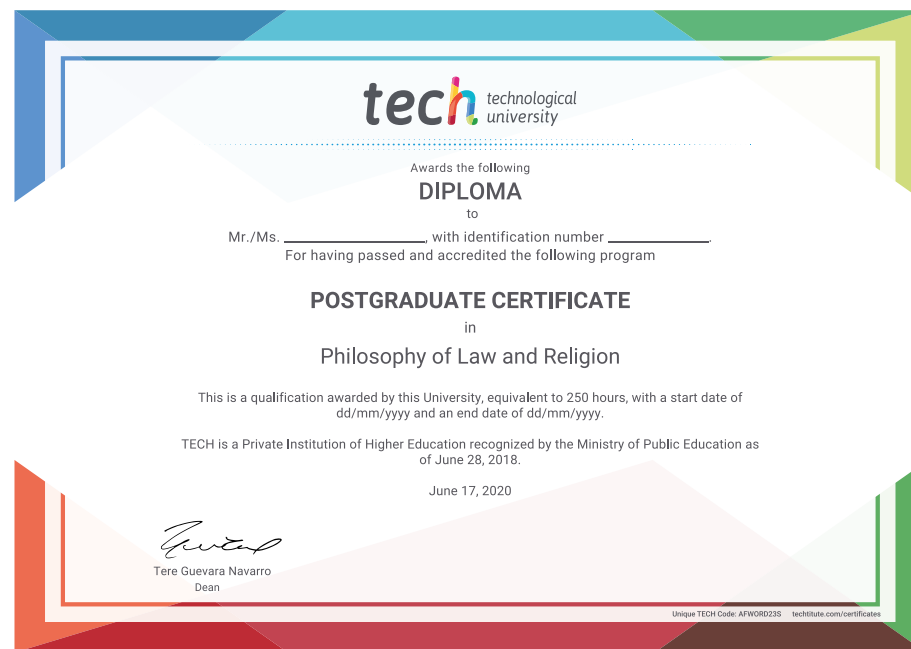 tech technological
university
Awards the following
DIPLOMA
to
Mr./Ms. ____________________, with identification number ______________.
For having passed and accredited the following program
POSTGRADUATE CERTIFICATE
in
Philosophy of Law and Religion
This is a qualification awarded by this University, equivalent to 250 hours, with a start date of
dd/mm/yyyy and an end date of dd/mm/yyyy.
TECH is a Private Institution of Higher Education recognized by the Ministry of Public Education as
of June 28, 2018.
June 17, 2020
Tere Guevara Navarro
Dean
Unique TECH Code: AFWORD23S techtitute.com/certificates